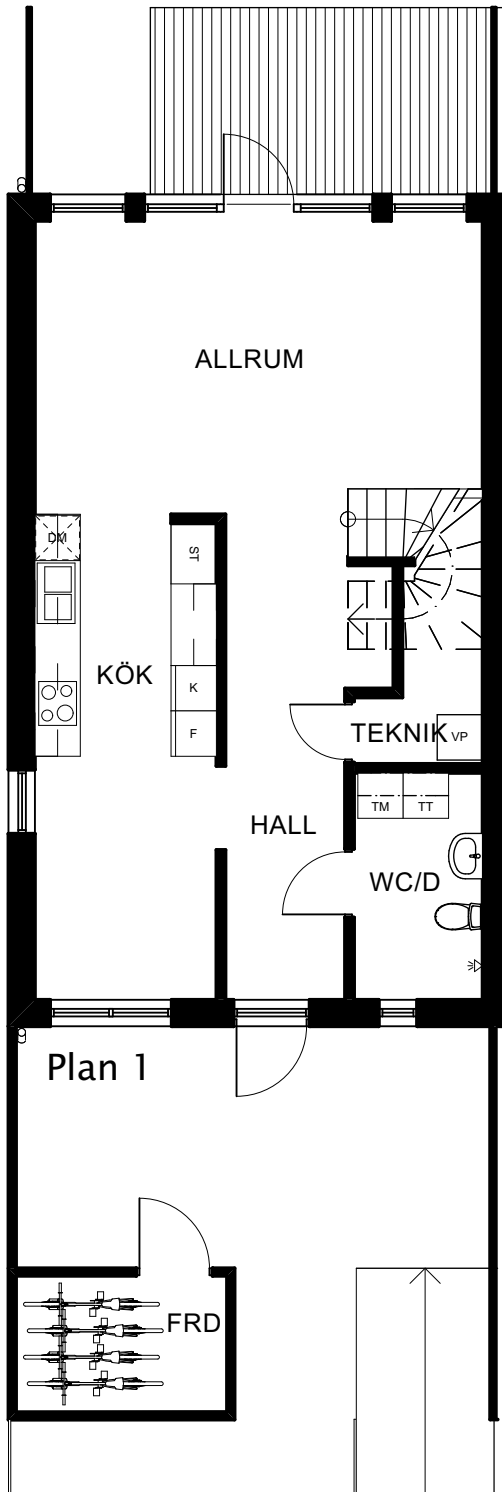 ALLRUM
DM
ST
KÖK
K
F
TEKNIK VP
HALL
TM TT
WC/D
Plan 1
FRD